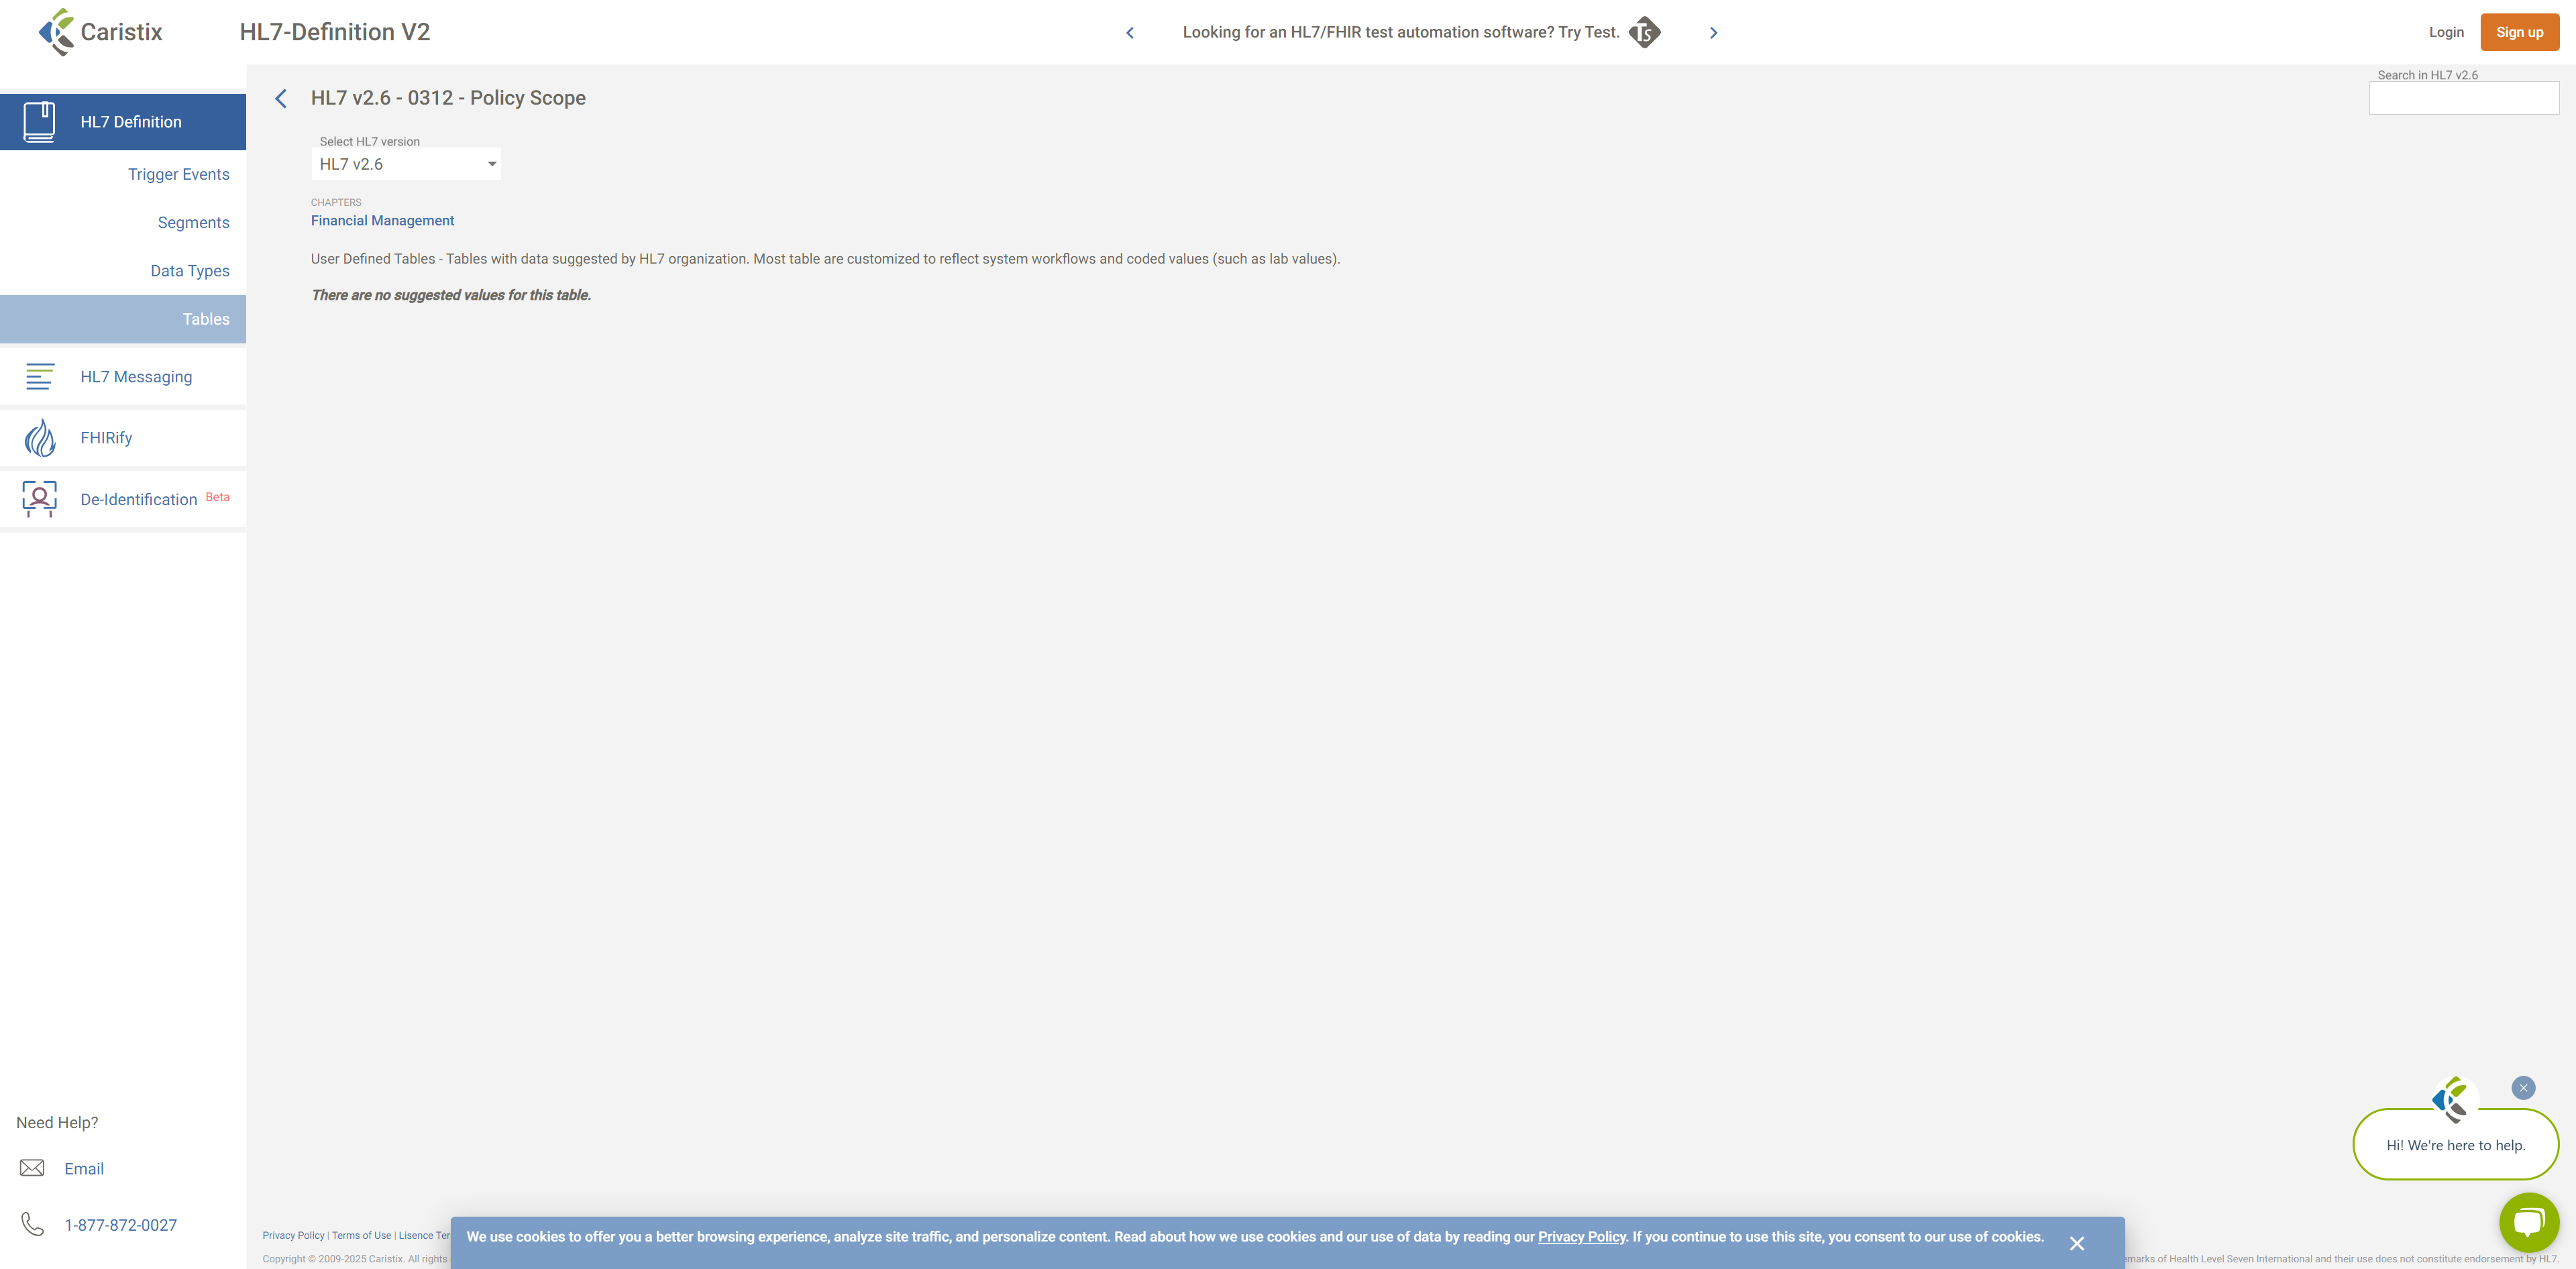 Caristix
HL7-Definition V2
Looking for an HL7/FHIR test automation software? Try Test.
Ts
Login
Sign up
HL7 Definition
Trigger Events
Segments
Data Types
Tables
HL7 Messaging
FHIRify
De-Identification Beta
HL7 v2.6 - 0312 - Policy Scope
Search in HL7 v2.6
Select HL7 version
HL7 v2.6
CHAPTERS
Financial Management
User Defined Tables - Tables with data suggested by HL7 organization. Most table are customized to reflect system workflows and coded values (such as lab values).
There are no suggested values for this table.
Need Help?
Email
1-877-872-0027
Hi! We're here to help.
Privacy Policy | Terms of Use | Lisence Ter
We use cookies to offer you a better browsing experience, analyze site traffic, and personalize content. Read about how we use cookies and our use of data by reading our Privacy Policy. If you continue to use this site, you consent to our use of cookies.
Copyright © 2009-2025 Caristix. All rights
emarks of Health Level Seven International and their use does not constitute endorsement by HL7.